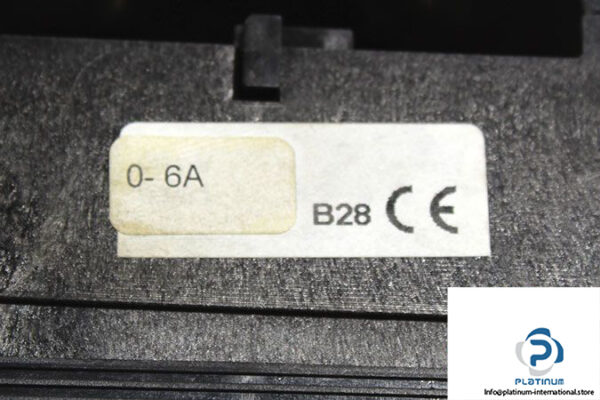 0- 6A
B28 CE
PLATINUM
Info@platinum-international.store